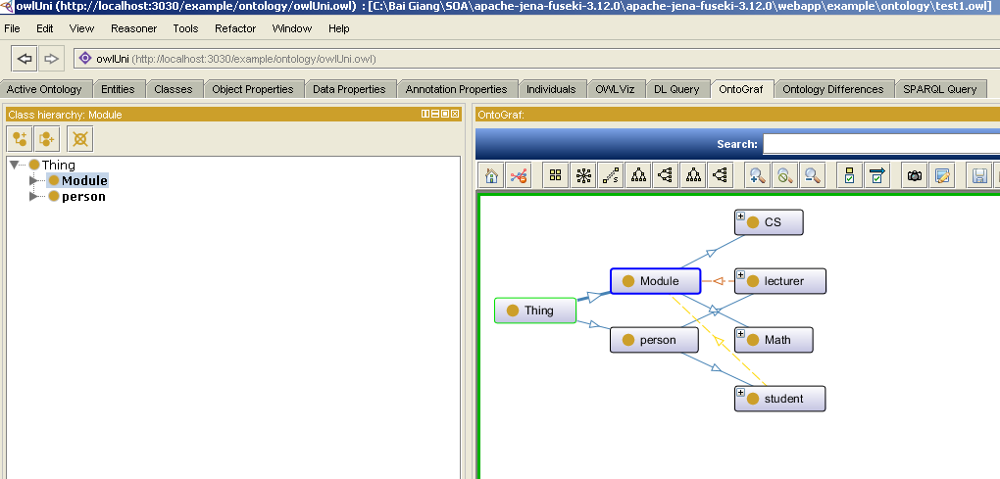 owlUni (http://localhost:3030/example/ontology/owlUni.owl) : [C:\Bai Giang\SOA\apache-jena-fuseki-3.12.0\apache-jena-fuseki-3.12.0\webapp\example\ontology\test1.owl]
File Edit View Reasoner Tools Refactor Window Help
owlUni (http://localhost:3030/example/ontology/owlUni.owl)
Active Ontology Entities Classes Object Properties Data Properties Annotation Properties Individuals OWLViz DL Query OntoGraf Ontology Differences SPARQL Query
Class hierarchy: Module
Thing
Module
person
OntoGraf:
Search:
CS
Module
lecturer
Thing
person
Math
student